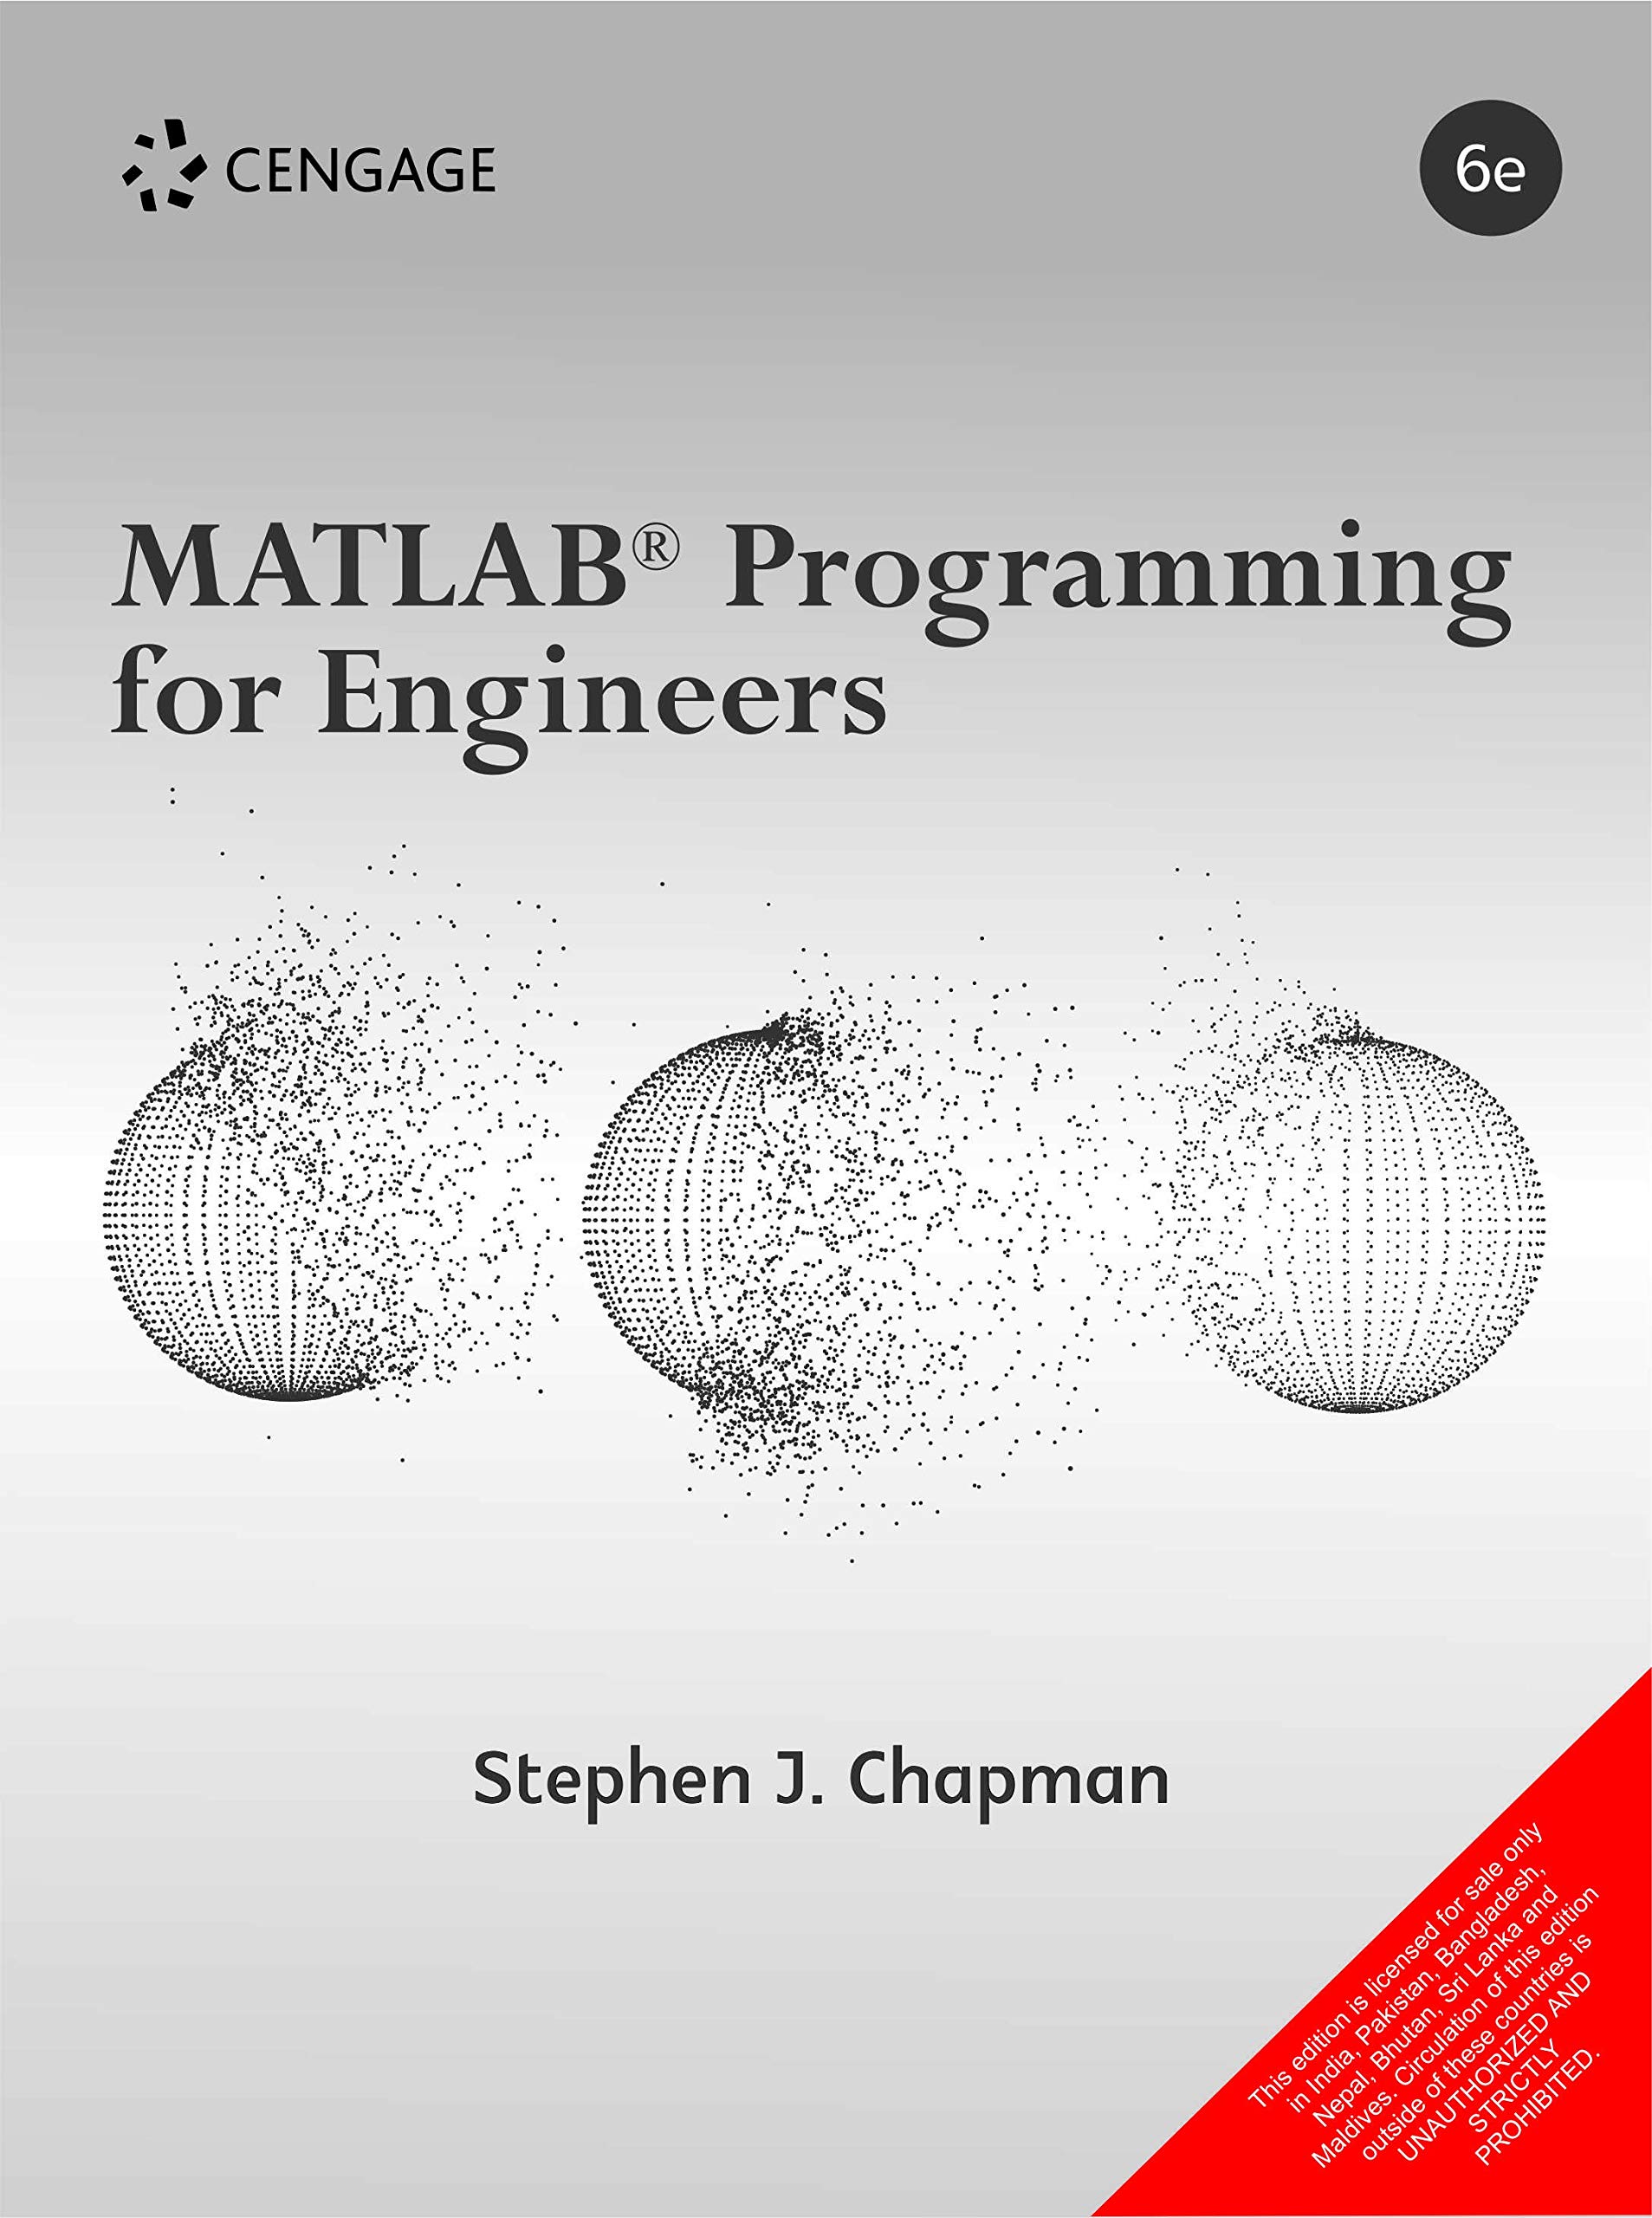 CENGAGE
6e
MATLAB® Programming
for Engineers
Stephen J. Chapman
This edition is licensed for sale only
in India, Pakistan, Bangladesh,
Nepal, Bhutan, Sri Lanka and
Maldives. Circulation of this edition
outside of these countries is
UNAUTHORIZED AND
STRICTLY
PROHIBITED.